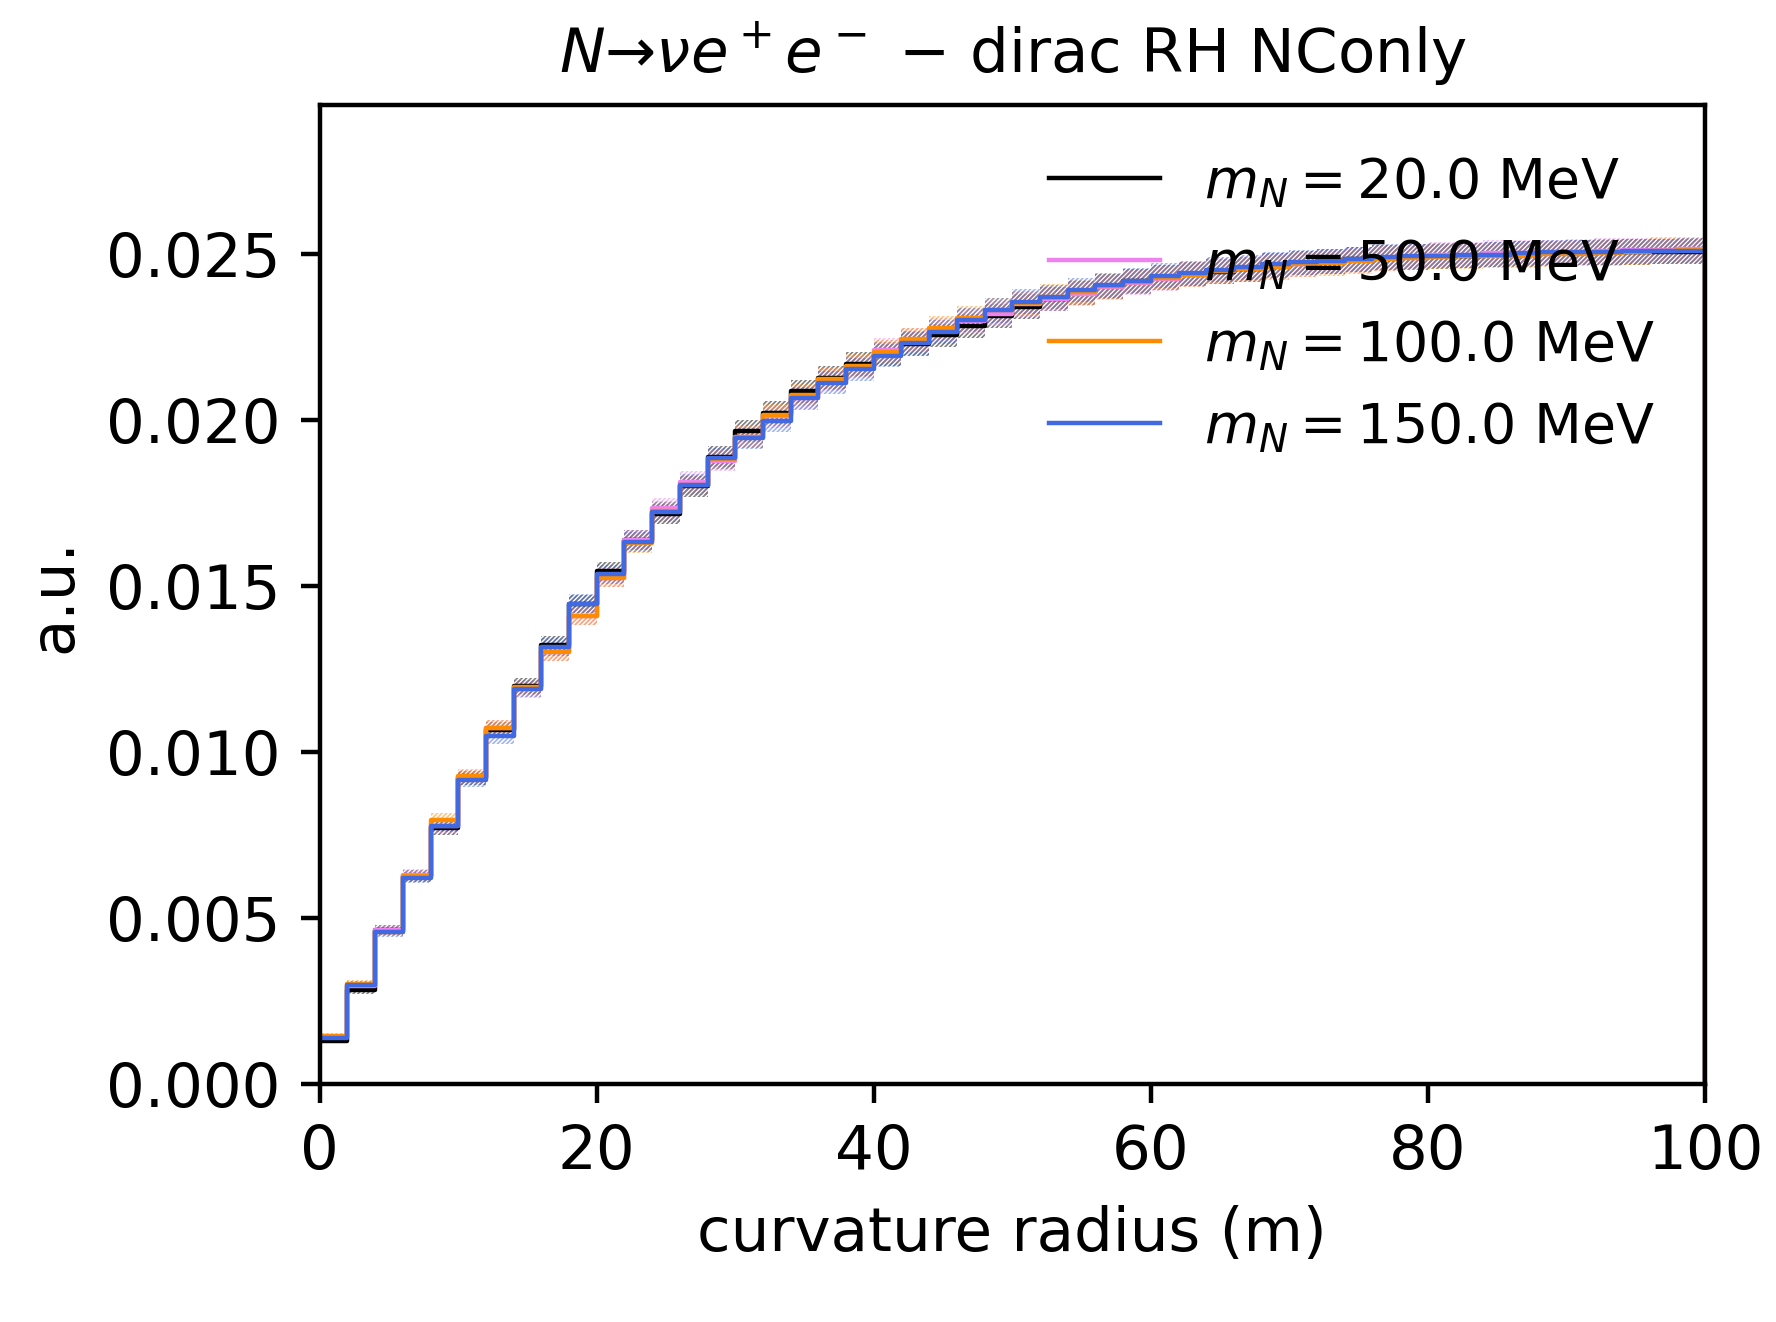 N→νe⁺e⁻ − dirac RH NConly
a.u.
0.025
0.020
0.015
0.010
0.005
0.000
m_N = 20.0 MeV
m_N = 50.0 MeV
m_N = 100.0 MeV
m_N = 150.0 MeV
0 20 40 60 80 100
curvature radius (m)